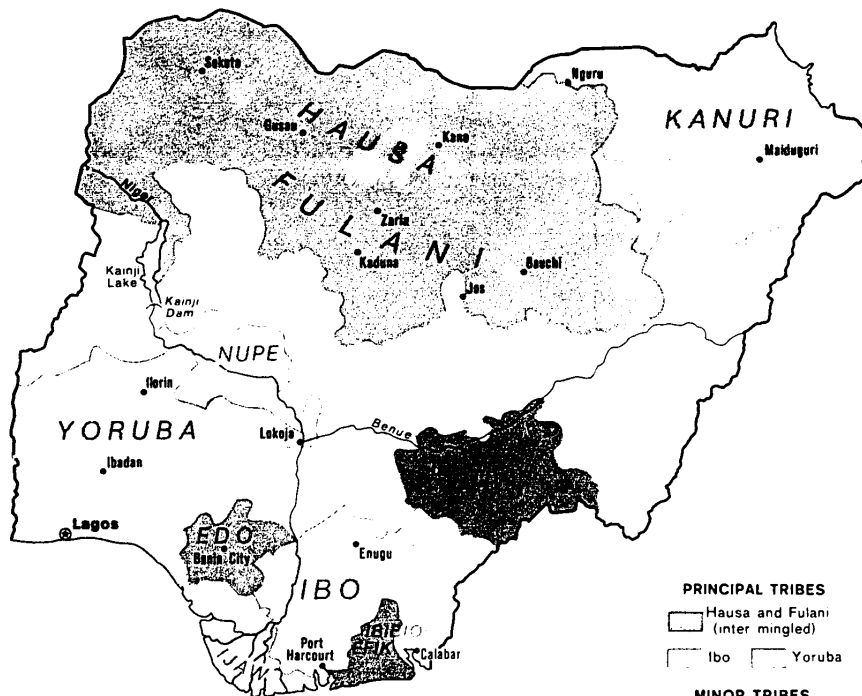 Sokoto
Nguru
HAUSA
KANURI
Gusau
Kano
Maiduguri
Niger
FULANI
Zaria
Kaduna
Bauchi
Kainji
Lake
Jos
Kainji
Dam
NUPE
Ilorin
YORUBA
Benue
Lokoja
Ibadan
Lagos
EDO
Benin City
Enugu
IBO
PRINCIPAL TRIBES
Hausa and Fulani
(inter mingled)
IBIBIO
EFIK
IJAW
Port
Harcourt
Calabar
Ibo Yoruba
MINOR TRIBES